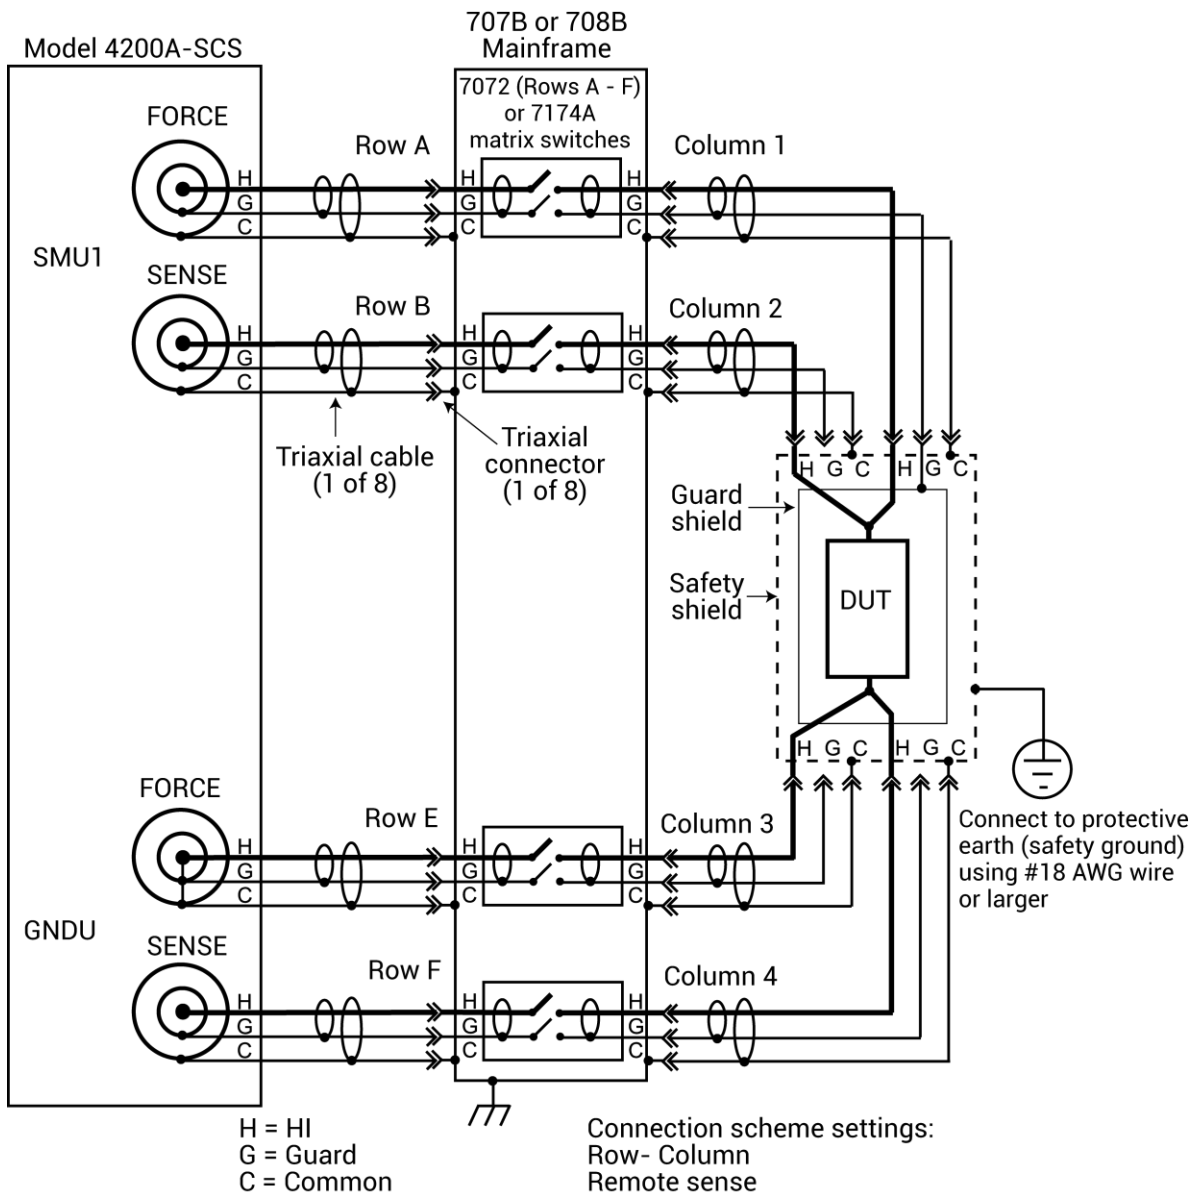 707B or 708B
Mainframe
Model 4200A-SCS
7072 (Rows A - F)
or 7174A
matrix switches
FORCE
Row A
Column 1
H
G
C
H
G
C
H
G
C
SMU1
SENSE
Row B
Column 2
H
G
C
H
G
C
H
G
C
Triaxial cable
(1 of 8)
Triaxial
connector
(1 of 8)
H G C H G C
Guard
shield
Safety
shield
DUT
H G C H G C
FORCE
Row E
Column 3
H
G
C
H
G
C
H
G
C
Connect to protective
earth (safety ground)
using #18 AWG wire
or larger
GNDU
SENSE
Row F
Column 4
H
G
C
H
G
C
H
G
C
H = HI
G = Guard
C = Common
Connection scheme settings:
Row- Column
Remote sense